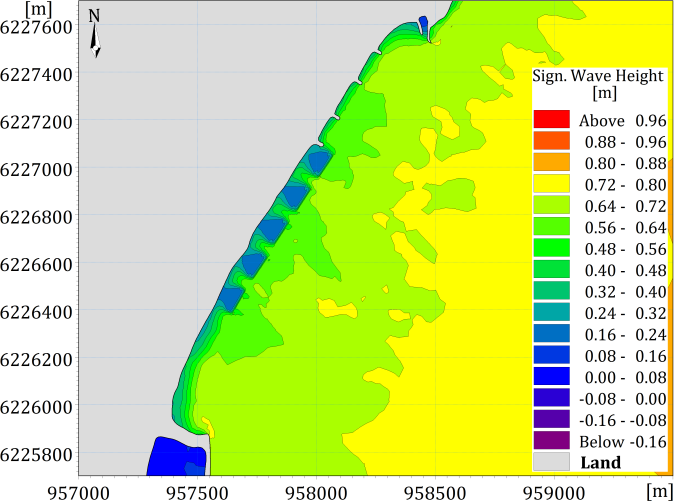 [m]
N
6227600
6227400
6227200
6227000
6226800
6226600
6226400
6226200
6226000
6225800
957000 957500 958000 958500 959000 [m]
Sign. Wave Height
[m]
Above 0.96
0.88 - 0.96
0.80 - 0.88
0.72 - 0.80
0.64 - 0.72
0.56 - 0.64
0.48 - 0.56
0.40 - 0.48
0.32 - 0.40
0.24 - 0.32
0.16 - 0.24
0.08 - 0.16
0.00 - 0.08
-0.08 - 0.00
-0.16 - -0.08
Below -0.16
Land